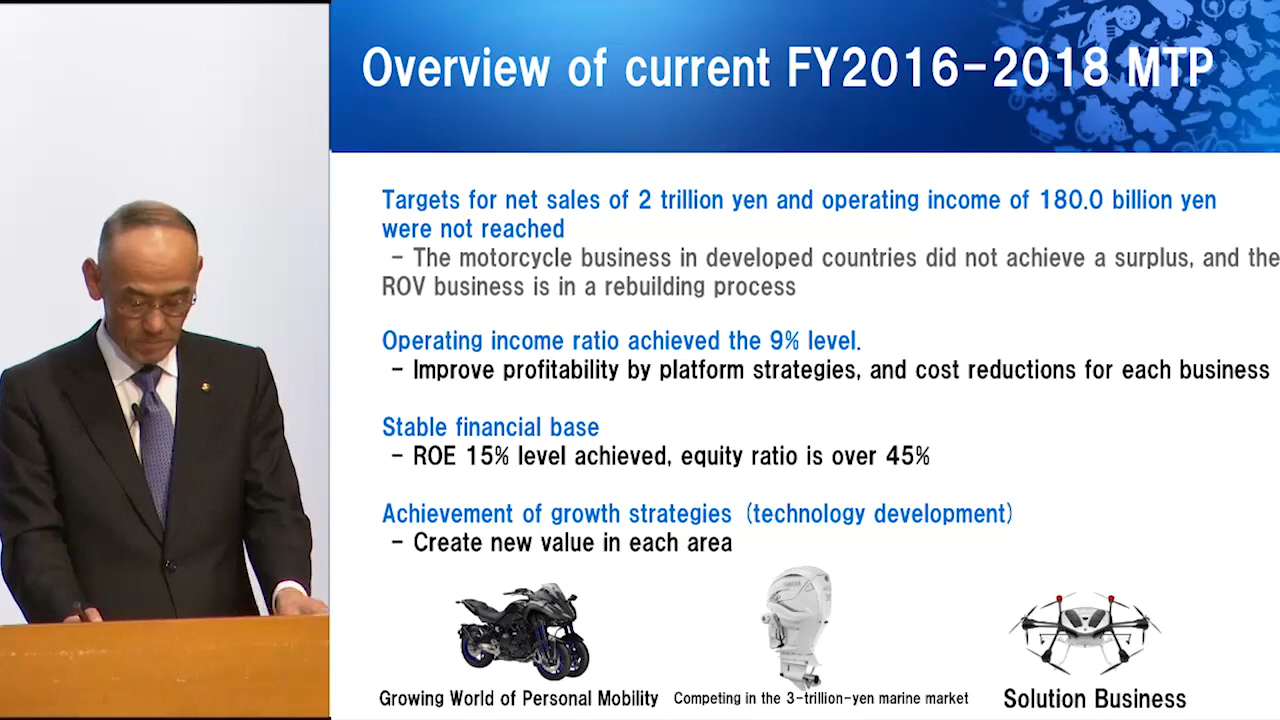 Overview of current FY2016-2018 MTP
Targets for net sales of 2 trillion yen and operating income of 180.0 billion yen
were not reached
- The motorcycle business in developed countries did not achieve a surplus, and the
ROV business is in a rebuilding process
Operating income ratio achieved the 9% level.
- Improve profitability by platform strategies, and cost reductions for each business
Stable financial base
- ROE 15% level achieved, equity ratio is over 45%
Achievement of growth strategies (technology development)
- Create new value in each area
Growing World of Personal Mobility
Competing in the 3-trillion-yen marine market
Solution Business